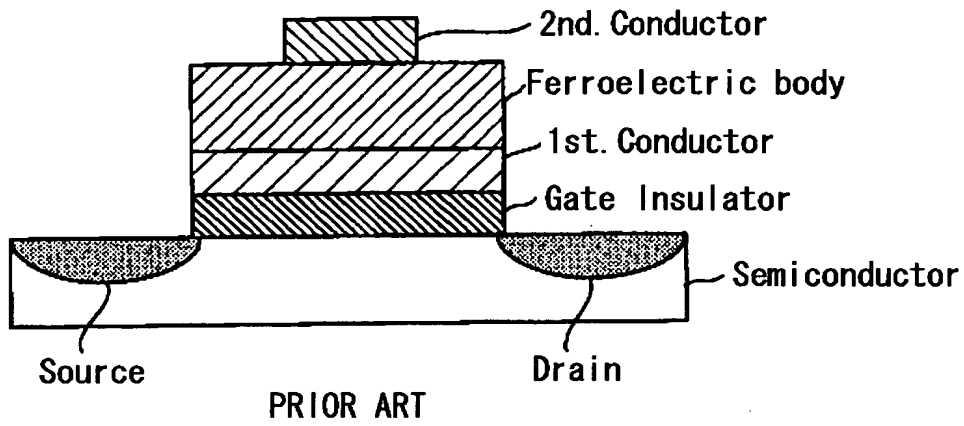 2nd. Conductor
Ferroelectric body
1st. Conductor
Gate Insulator
Semiconductor
Source
Drain
PRIOR ART